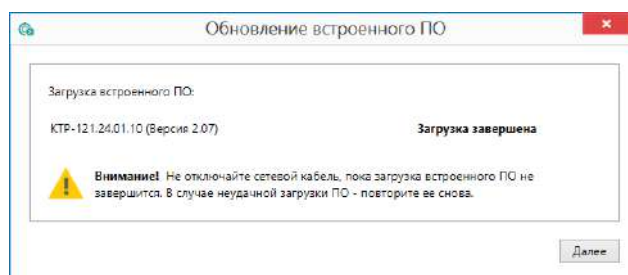 Обновление встроенного ПО
Загрузка встроенного ПО:
КТР-121.24.01.10 (Версия 2.07)
Загрузка завершена
Внимание! Не отключайте сетевой кабель, пока загрузка встроенного ПО не
завершится. В случае неудачной загрузки ПО - повторите ее снова.
Далее